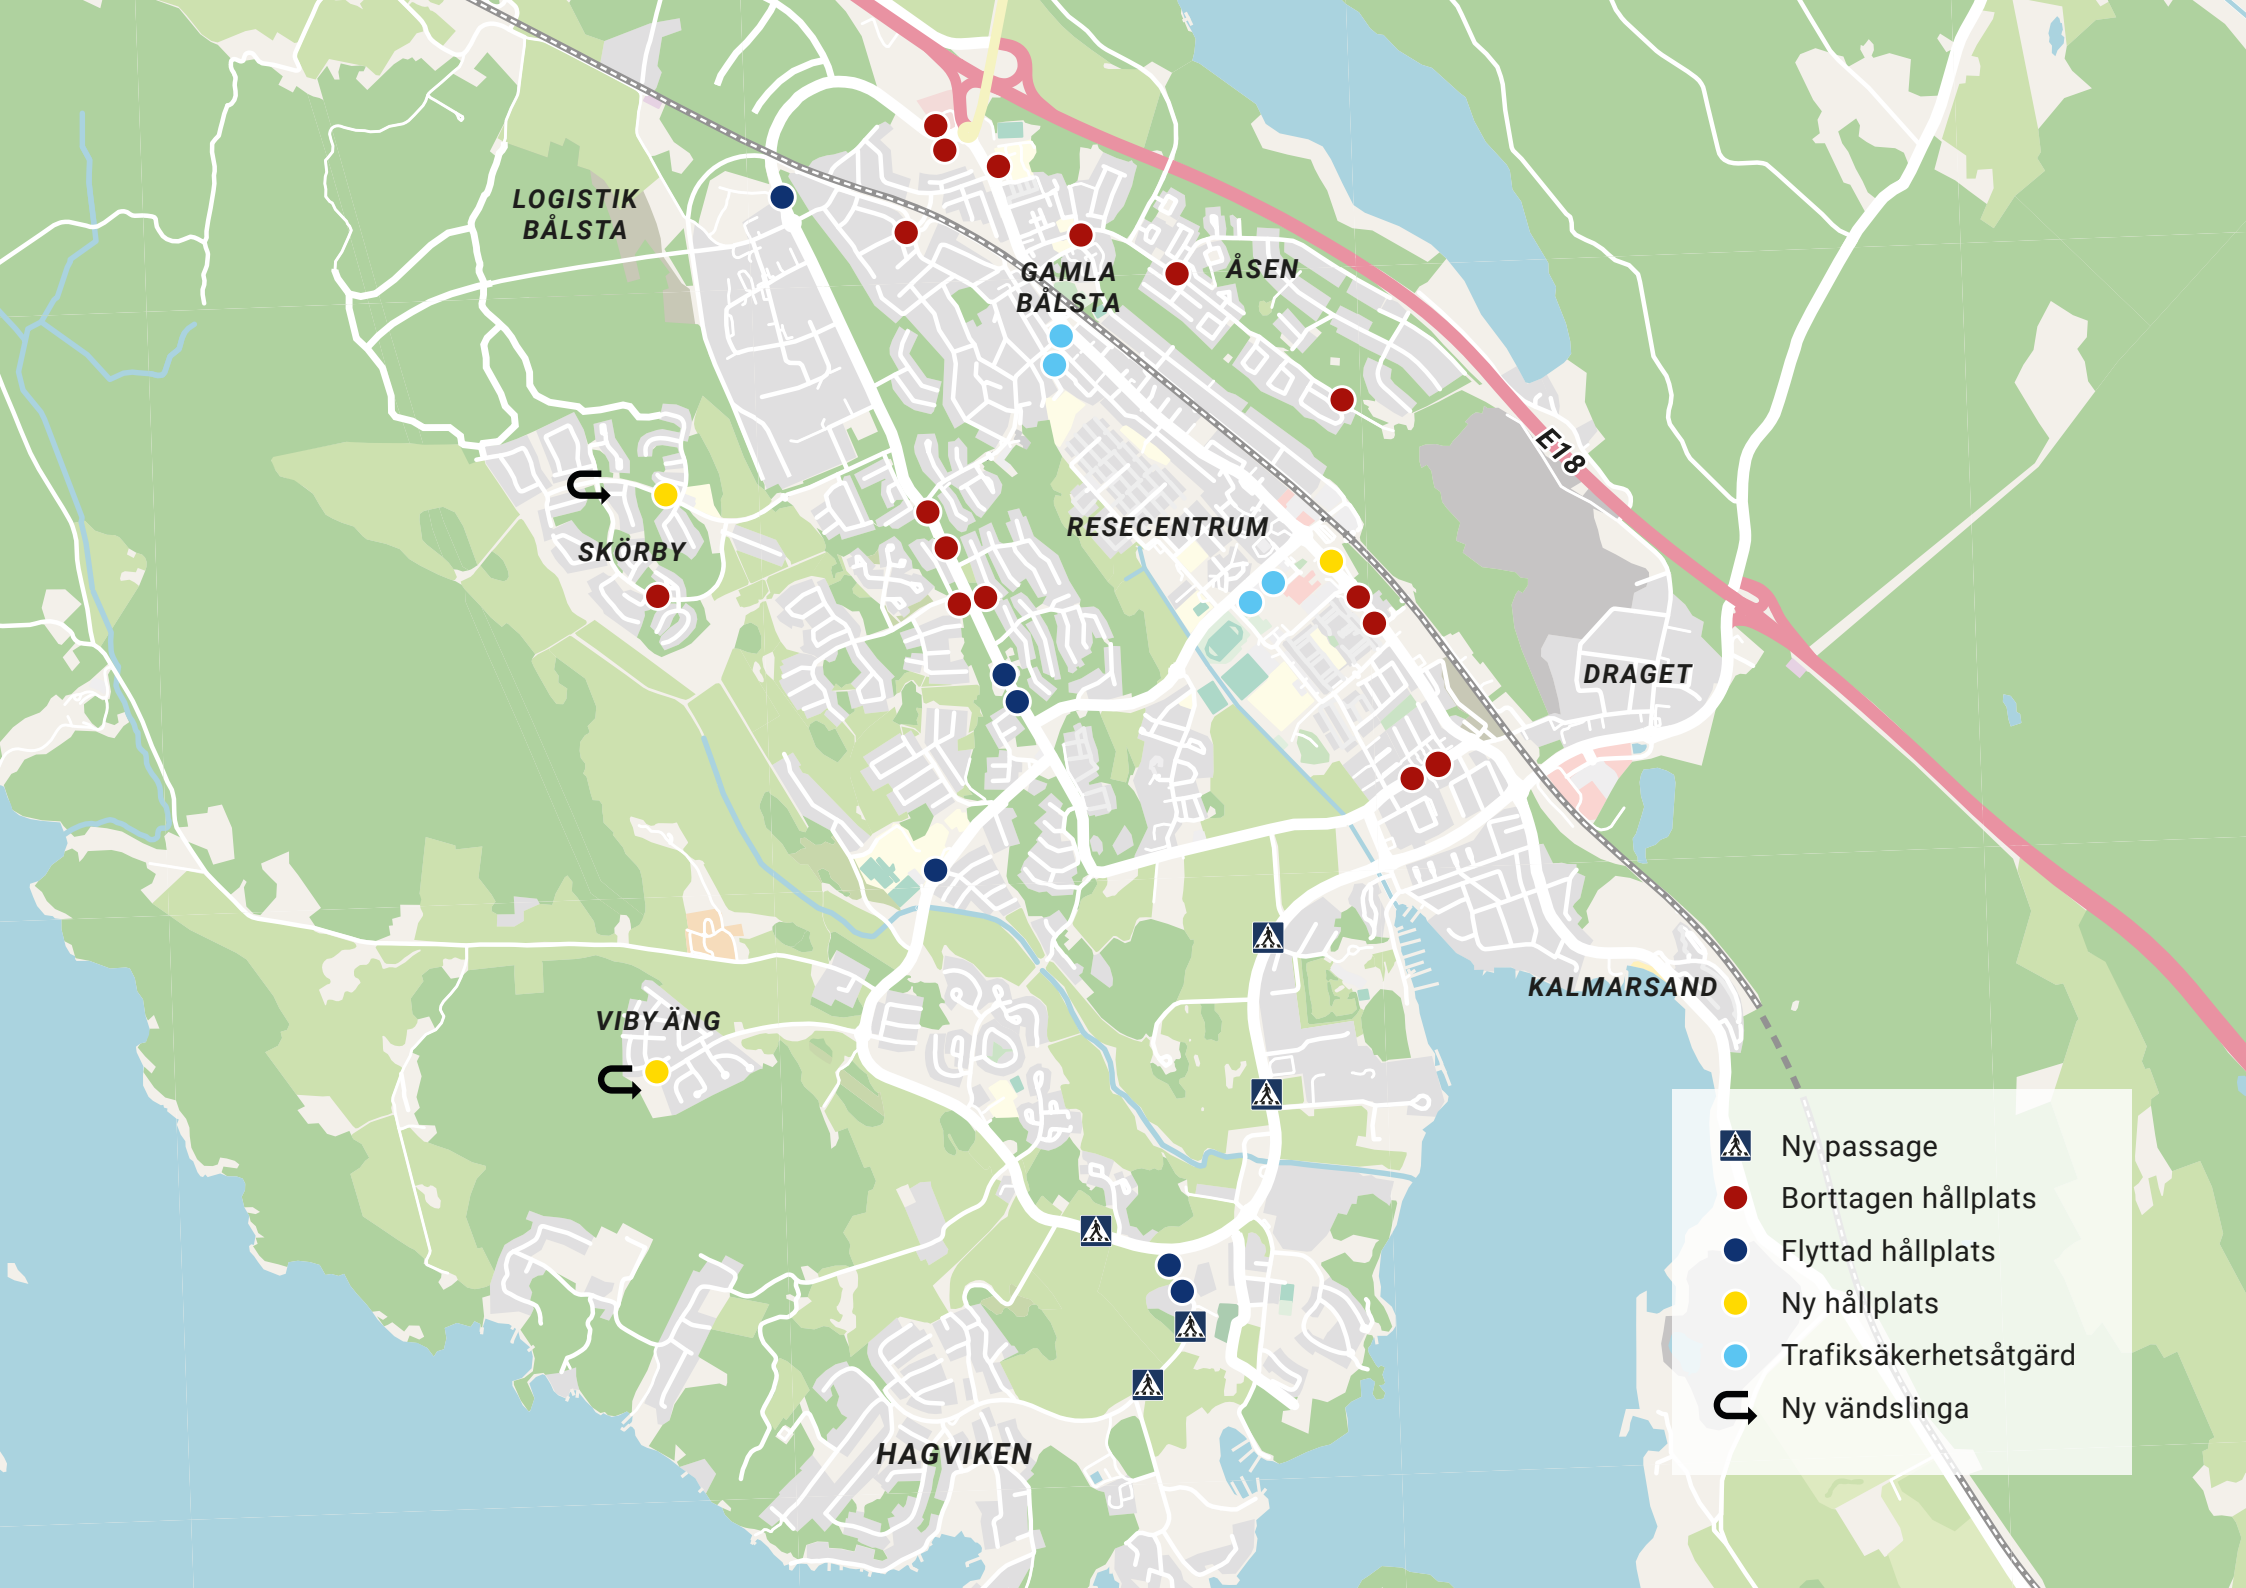 LOGISTIK
BÅLSTA
GAMLA
BÅLSTA
ÅSEN
E18
RESECENTRUM
SKÖRBY
DRAGET
KALMARSAND
VIBY ÄNG
HAGVIKEN
Ny passage
Borttagen hållplats
Flyttad hållplats
Ny hållplats
Trafiksäkerhetsåtgärd
Ny vändslinga